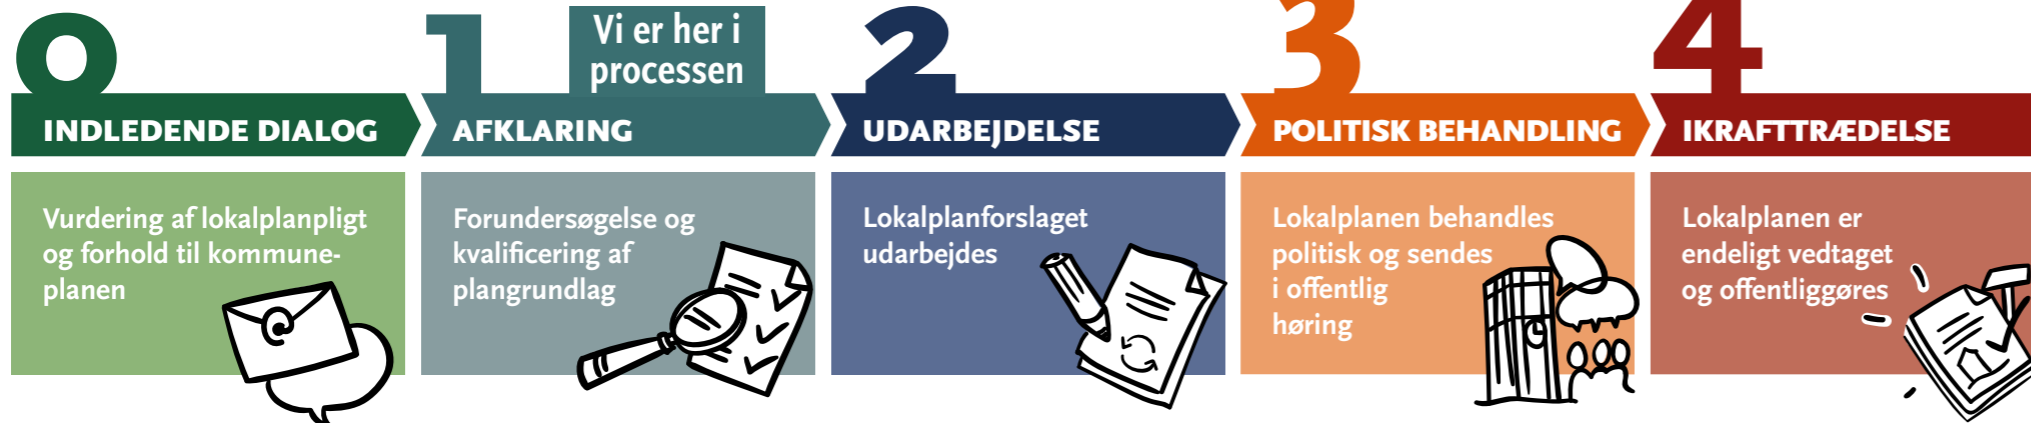 0
INDLEDENDE DIALOG
Vurdering af lokalplanpligt
og forhold til kommune-
planen
1
Vi er her i
processen
AFKLARING
Forundersøgelse og
kvalificering af
plangrundlag
2
UDARBEJDELSE
Lokalplanforslaget
udarbejdes
3
POLITISK BEHANDLING
Lokalplanen behandles
politisk og sendes
i offentlig
høring
4
IKRAFTTRÆDELSE
Lokalplanen er
endeligt vedtaget
og offentliggøres